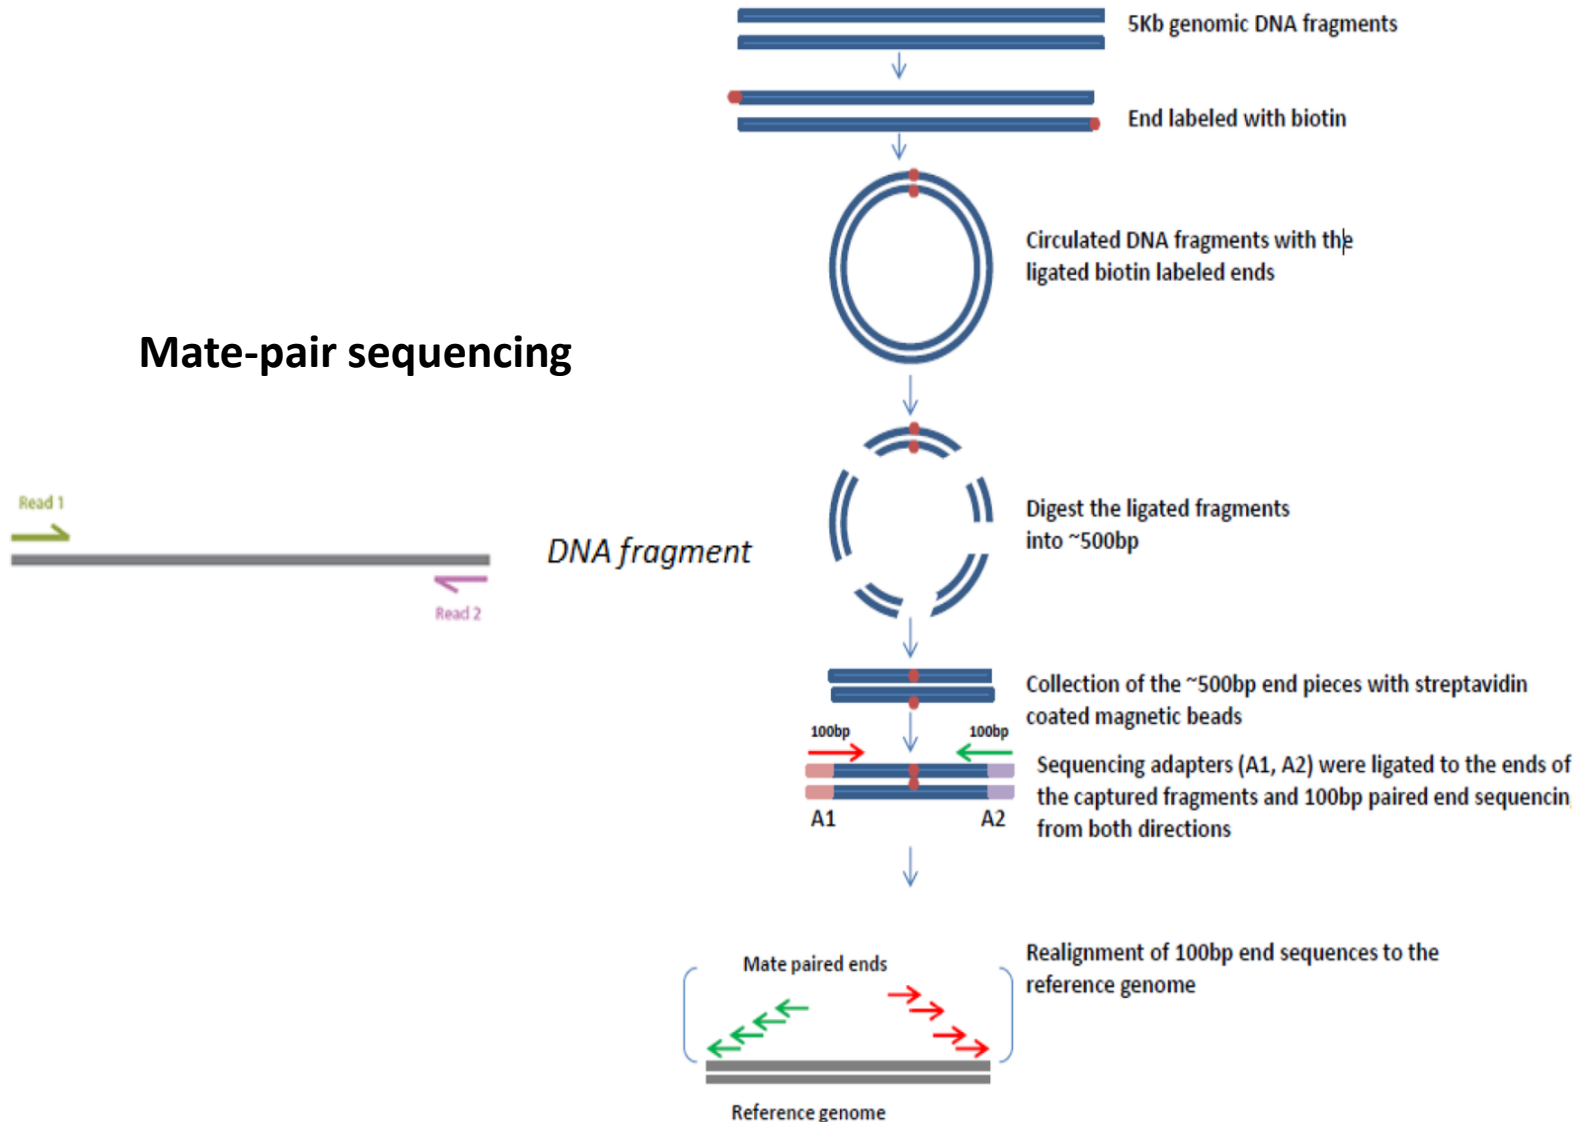 5Kb genomic DNA fragments
End labeled with biotin
Circulated DNA fragments with the
ligated biotin labeled ends
Mate-pair sequencing
Read 1
DNA fragment
Read 2
Digest the ligated fragments
into ~500bp
Collection of the ~500bp end pieces with streptavidin
coated magnetic beads
100bp
100bp
Sequencing adapters (A1, A2) were ligated to the ends of
the captured fragments and 100bp paired end sequencin
from both directions
A1
A2
Mate paired ends
Realignment of 100bp end sequences to the
reference genome
Reference genome